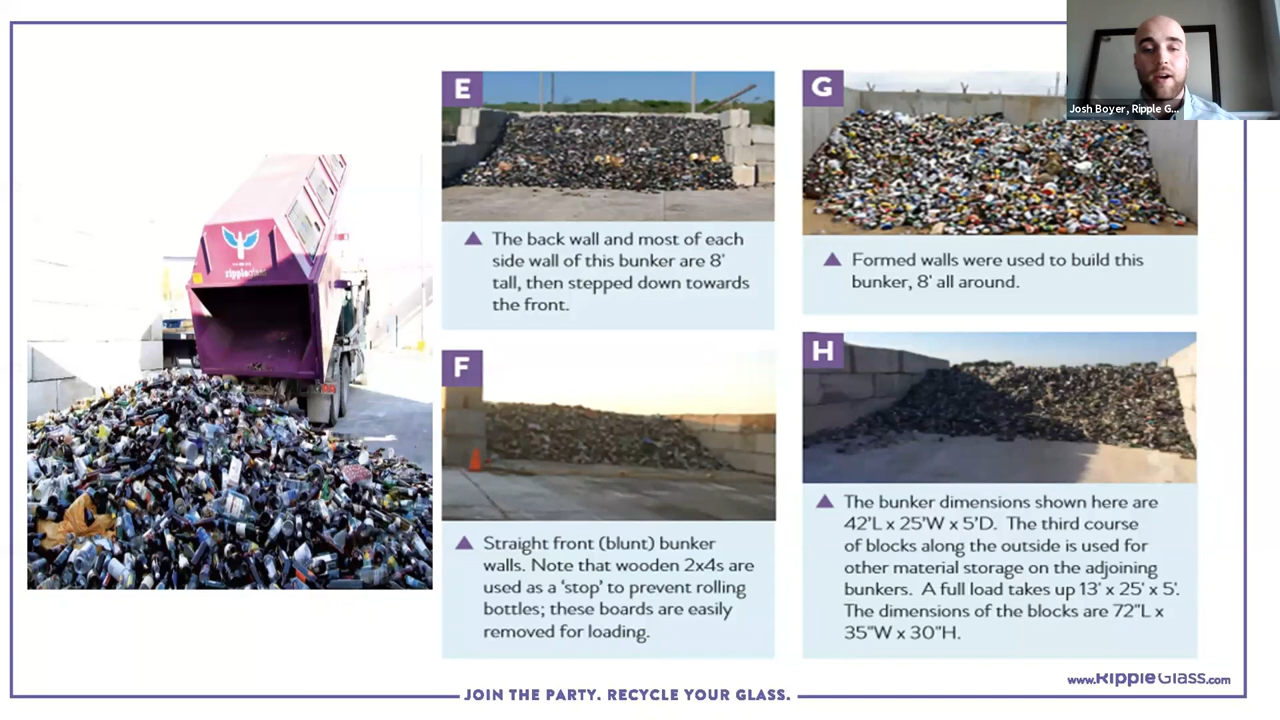 Josh Boyer, Ripple G...
rippleglass
E
The back wall and most of each
side wall of this bunker are 8'
tall, then stepped down towards
the front.
F
Straight front (blunt) bunker
walls. Note that wooden 2x4s are
used as a ‘stop’ to prevent rolling
bottles; these boards are easily
removed for loading.
G
Formed walls were used to build this
bunker, 8' all around.
H
The bunker dimensions shown here are
42'L x 25'W x 5'D. The third course
of blocks along the outside is used for
other material storage on the adjoining
bunkers. A full load takes up 13' x 25' x 5'.
The dimensions of the blocks are 72"L x
35"W x 30"H.
www.RippleGlass.com
JOIN THE PARTY. RECYCLE YOUR GLASS.